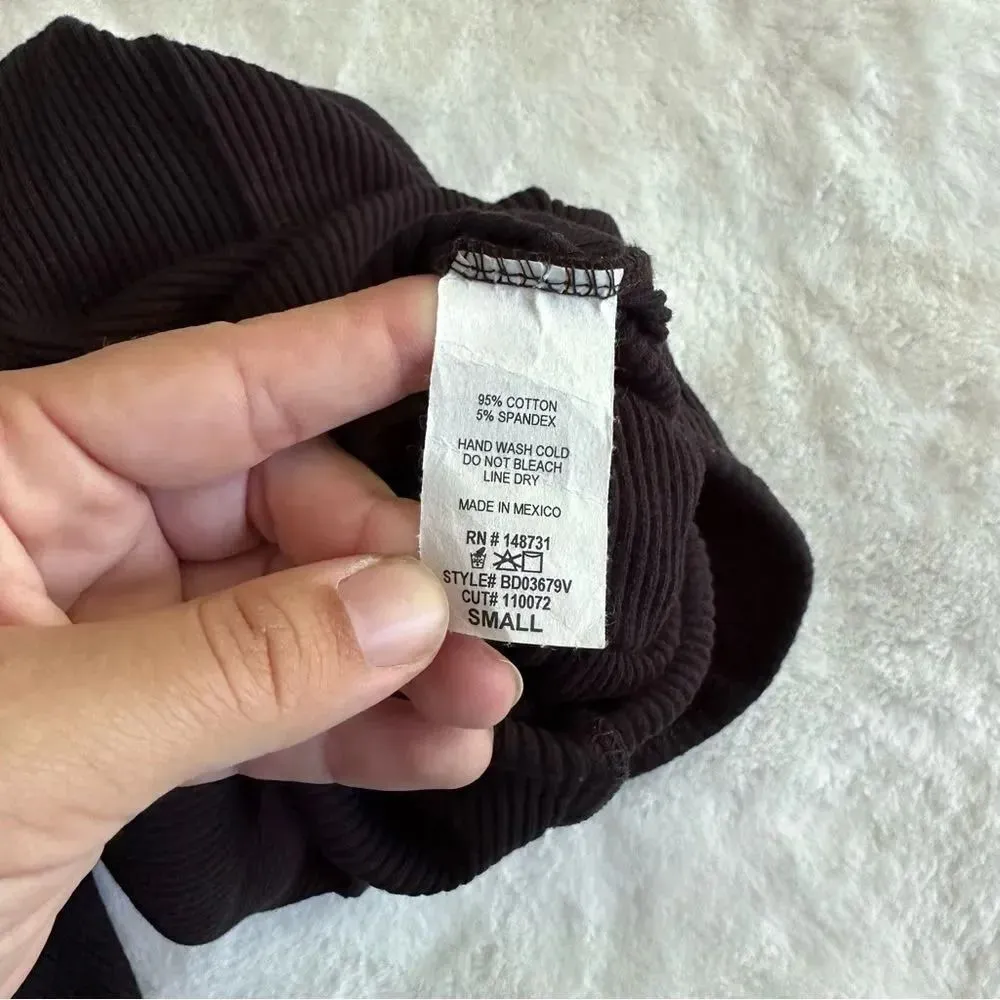 95% COTTON
5% SPANDEX
HAND WASH COLD
DO NOT BLEACH
LINE DRY
MADE IN MEXICO
RN # 148731
STYLE# BD03679V
CUT# 110072
SMALL